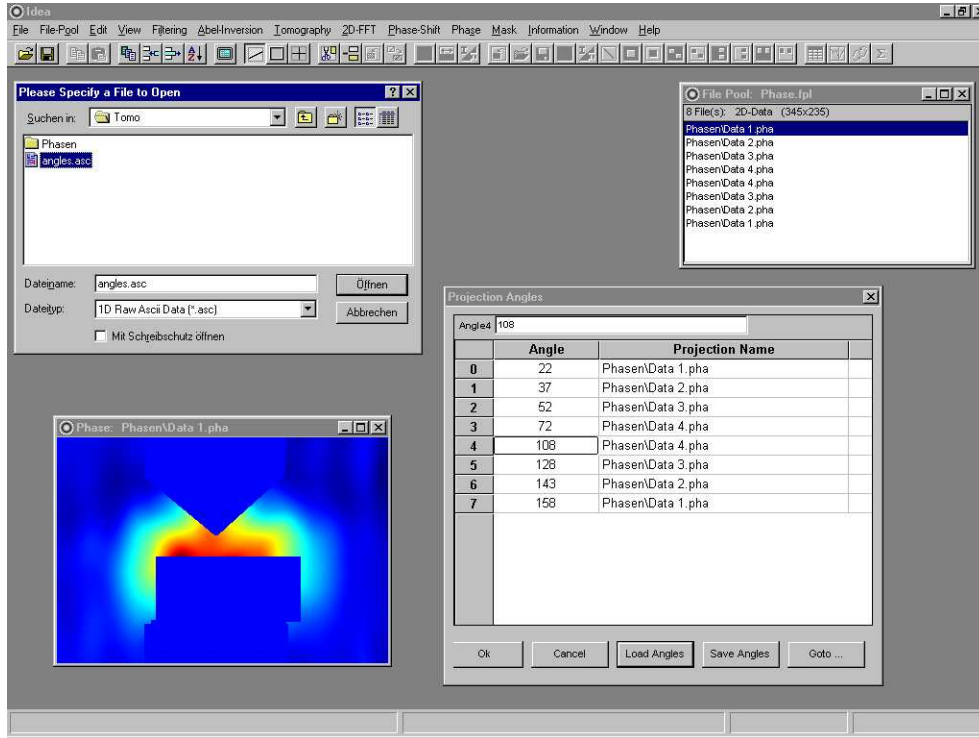 Idea
File File-Pool Edit View Filtering Abel-Inversion Tomography 2D-FFT Phase-Shift Phase Mask Information Window Help
Please Specify a File to Open
Suchen in: Tomo
Phasen
angles.asc
Dateiname: angles.asc Öffnen
Dateityp: 1D Raw Ascii Data (*.asc) Abbrechen
Mit Schreibschutz öffnen
File Pool: Phase.fpl
8 File(s): 2D-Data (345x235)
Phasen\Data 1.pha
Phasen\Data 2.pha
Phasen\Data 3.pha
Phasen\Data 4.pha
Phasen\Data 4.pha
Phasen\Data 3.pha
Phasen\Data 2.pha
Phasen\Data 1.pha
Projection Angles
Angle4 108
Angle Projection Name
0 22 Phasen\Data 1.pha
1 37 Phasen\Data 2.pha
2 52 Phasen\Data 3.pha
3 72 Phasen\Data 4.pha
4 108 Phasen\Data 4.pha
5 128 Phasen\Data 3.pha
6 143 Phasen\Data 2.pha
7 158 Phasen\Data 1.pha
Ok Cancel Load Angles Save Angles Goto ...
Phase: Phasen\Data 1.pha